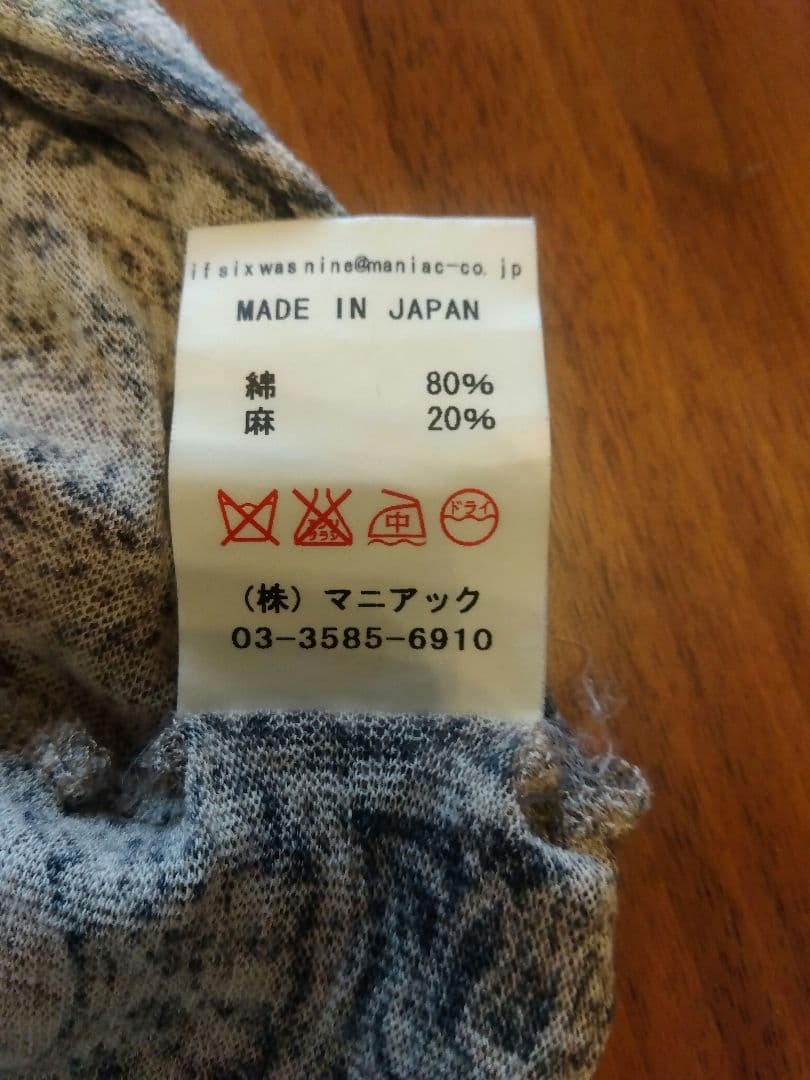 ifsixwasnine@maniac-co.jp
MADE IN JAPAN
綿 80%
麻 20%
中 ドライ
(株)マニアック
03-3585-6910